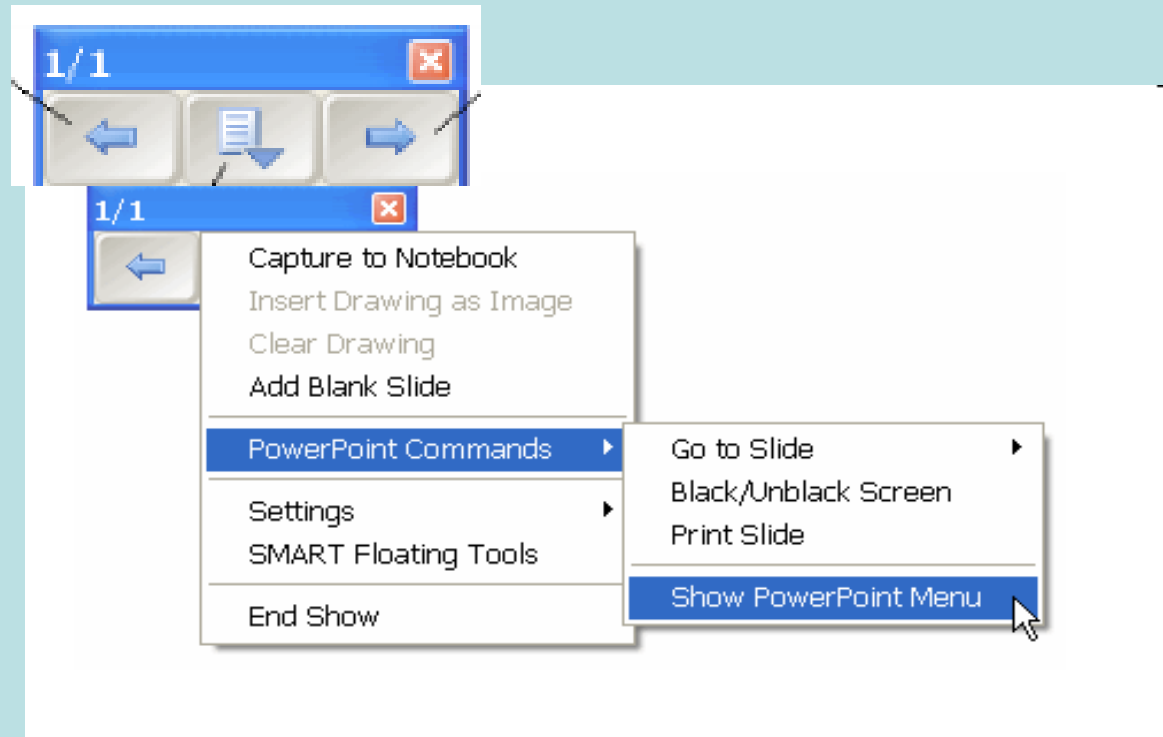 1/1
1/1
Capture to Notebook
Insert Drawing as Image
Clear Drawing
Add Blank Slide
PowerPoint Commands
Settings
SMART Floating Tools
End Show
Go to Slide
Black/Unblack Screen
Print Slide
Show PowerPoint Menu